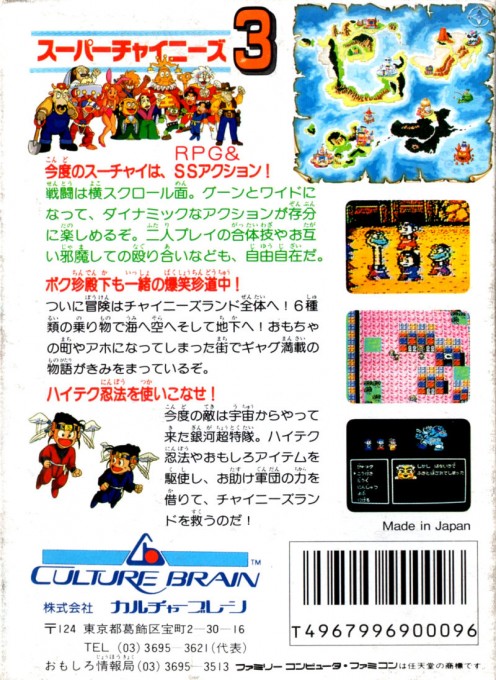 スーパーチャイニーズ3
RPG&
今度のスーチャイは、SSアクション!
戦闘は横スクロール面。グーンとワイドに
なって、ダイナミックなアクションが存分
に楽しめるぞ。二人プレイの合体技やお互
い邪魔しての殴り合いなども、自由自在だ。
ボク珍殿下も一緒の爆笑珍道中!
ついに冒険はチャイニーズランド全体へ!6種
類の乗り物で海へ空へそして地下へ!おもちゃ
の町やアホになってしまった街でギャグ満載の
物語がきみをまっているぞ。
ハイテク忍法を使いこなせ!
今度の敵は宇宙からやって
来た銀河超特隊。ハイテク
忍法やおもしろアイテムを
駆使し、お助け軍団の力を
借りて、チャイニーズラン
ドを救うのだ!
Made in Japan
CULTURE BRAIN™
株式会社 カルチャーブレーン
〒124 東京都葛飾区宝町2-30-16
TEL(03) 3695-3621(代表)
おもしろ情報局(03) 3695-3513
ファミリーコンピュータ・ファミコンは任天堂の商標です。
T4967996900096